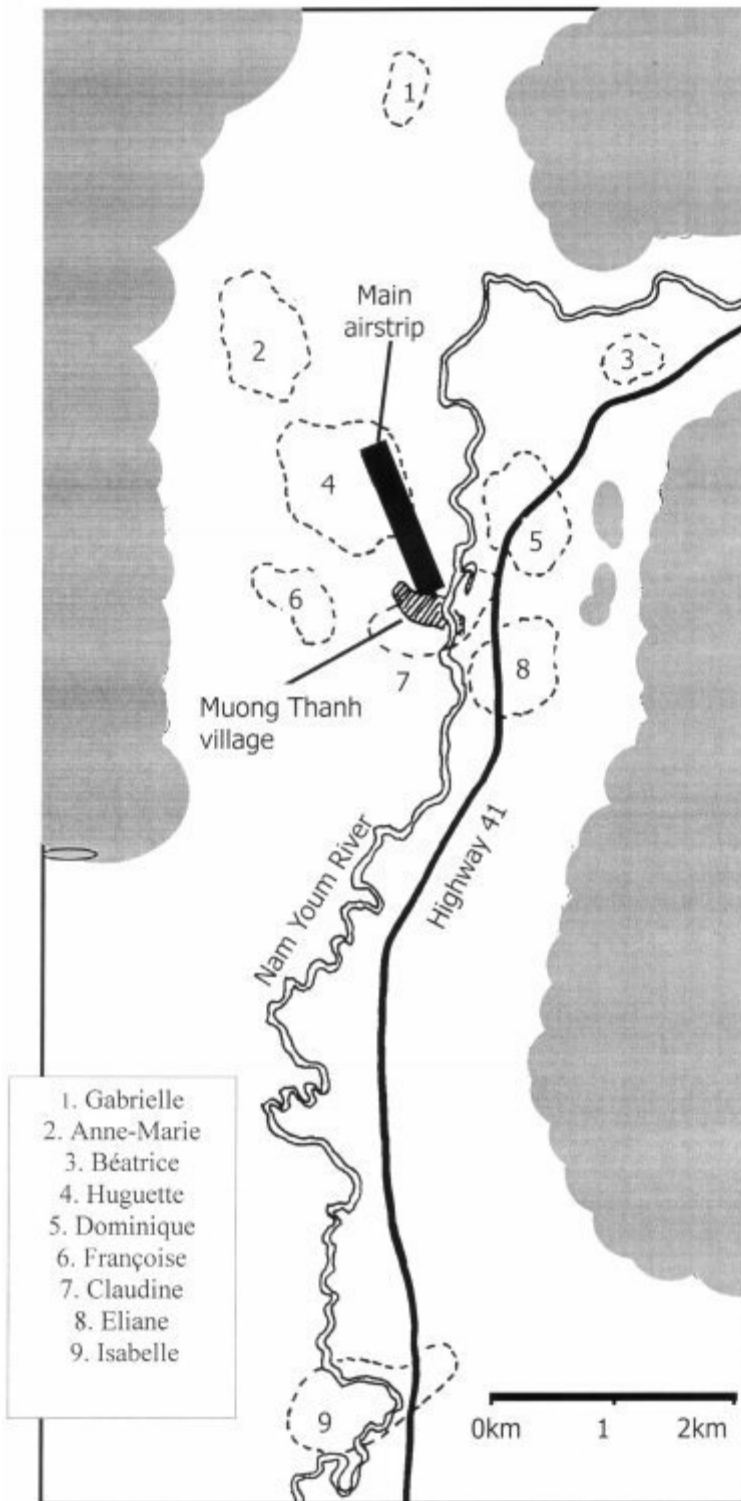 1
2
Main
airstrip
3
4
5
6
7
8
Muong Thanh
village
Nam Youm River
Highway 41
1. Gabrielle
2. Anne-Marie
3. Béatrice
4. Huguette
5. Dominique
6. Françoise
7. Claudine
8. Eliane
9. Isabelle
9
0km 1 2km